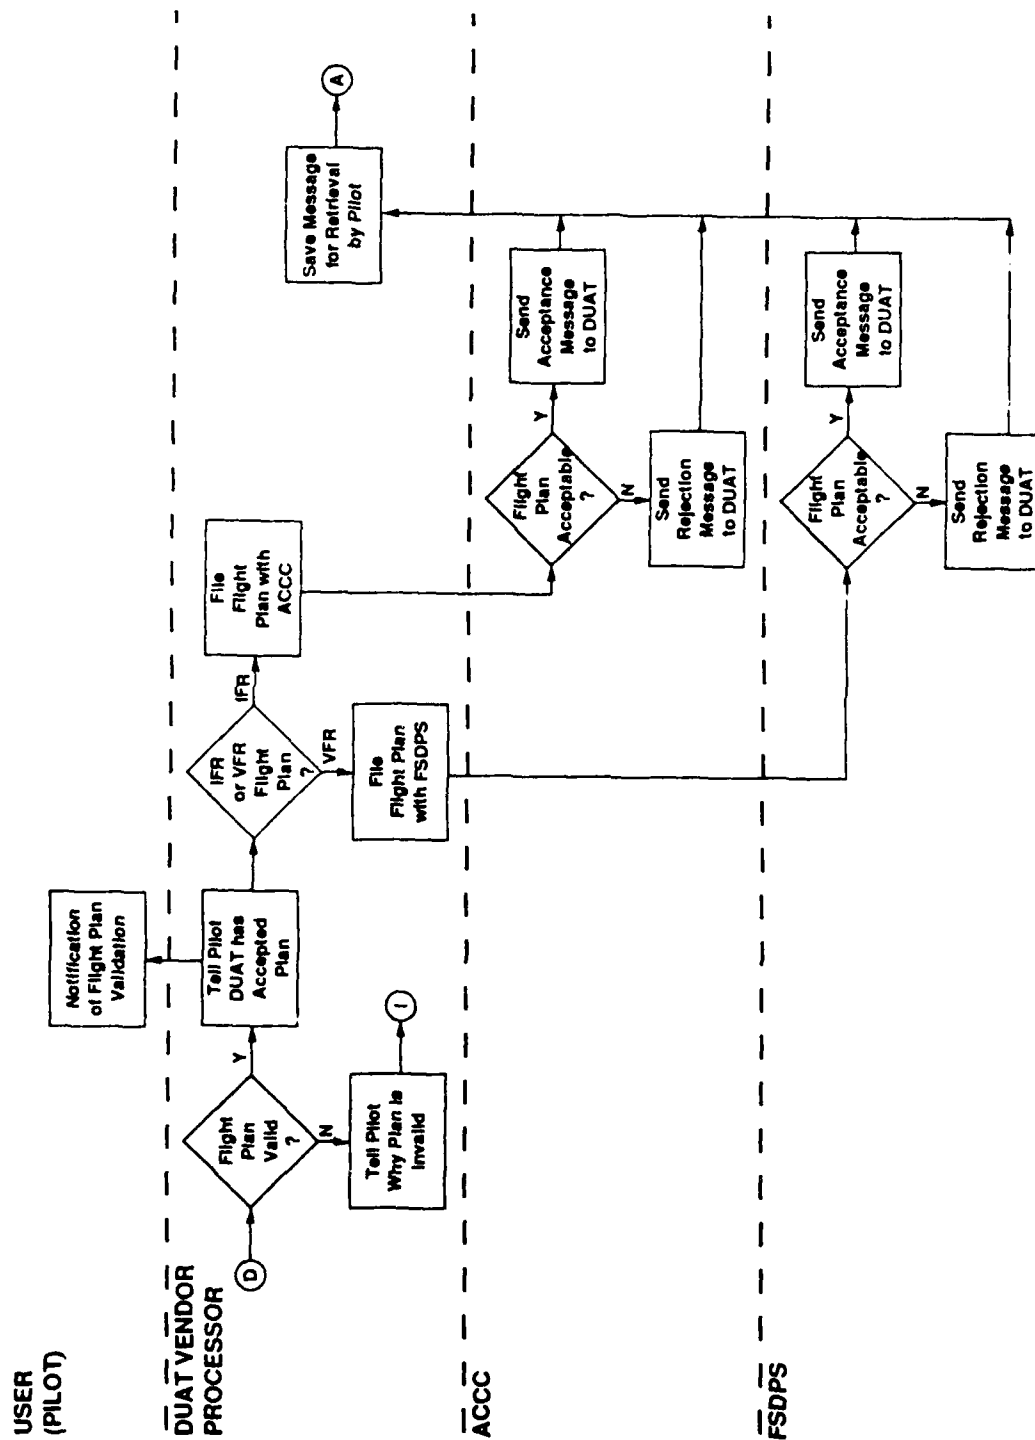 USER
(PILOT)
Notification
of Flight Plan
Validation
DUAT VENDOR
PROCESSOR
D
Flight
Plan
Valid
?
Y
N
Tell Pilot
DUAT has
Accepted
Plan
Tell Pilot
Why Plan is
Invalid
I
IFR
or VFR
Flight
Plan
?
IFR
VFR
File
Flight
Plan with
ACCC
File
Flight Plan
with FSDPS
Save Message
for Retrieval
by Pilot
A
ACCC
Flight
Plan
Acceptable
?
Y
N
Send
Acceptance
Message
to DUAT
Send
Rejection
Message
to DUAT
FSDPS
Flight
Plan
Acceptable
?
Y
N
Send
Acceptance
Message
to DUAT
Send
Rejection
Message
to DUAT